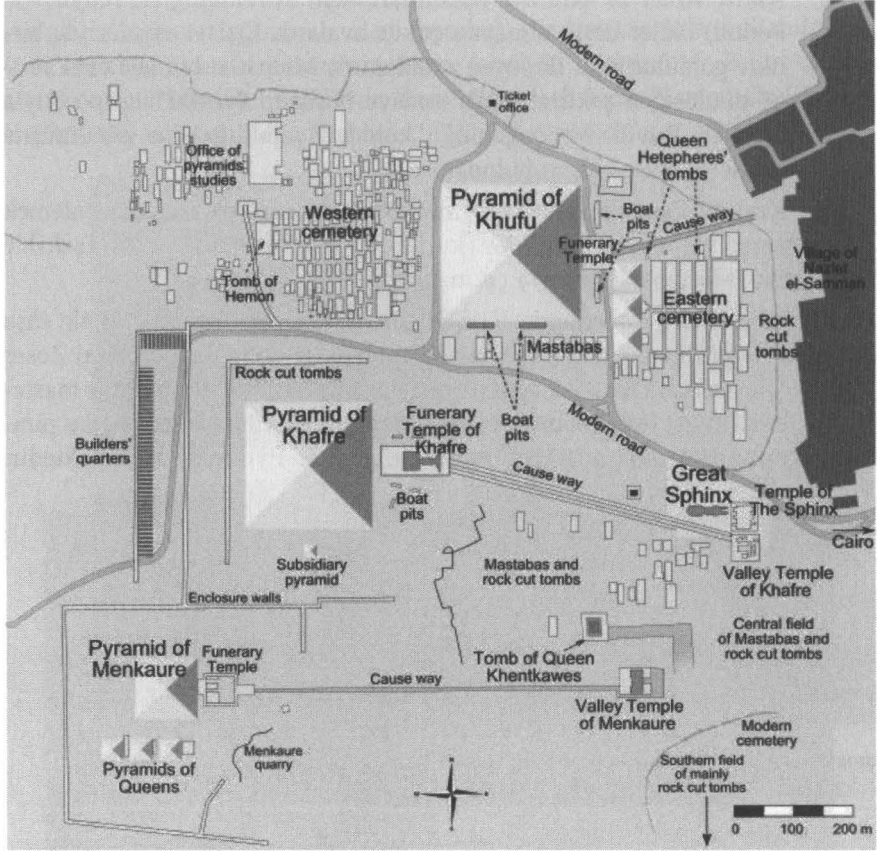 Modern road
Ticket
office
Queen
Hetepheres'
tombs
Office of
pyramids
studies
Western
cemetery
Pyramid of
Khufu
Boat
pits
Cause way
Funerary
Temple
Village of
Nazlet
el-Samman
Tomb of
Hemon
Eastern
cemetery
Rock
cut
tombs
Mastabas
Rock cut tombs
Boat
pits
Modern road
Pyramid of
Khafre
Funerary
Temple of
Khafre
Builders'
quarters
Cause way
Great
Sphinx
Temple of
The Sphinx
Boat
pits
Cairo
Subsidiary
pyramid
Mastabas and
rock cut tombs
Valley Temple
of Khafre
Enclosure walls
Central field
of Mastabas and
rock cut tombs
Pyramid of
Menkaure
Funerary
Temple
Tomb of Queen
Khentkawes
Cause way
Valley Temple
of Menkaure
Modern
cemetery
Menkaure
quarry
Pyramids of
Queens
Southern field
of mainly
rock cut tombs
0 100 200 m